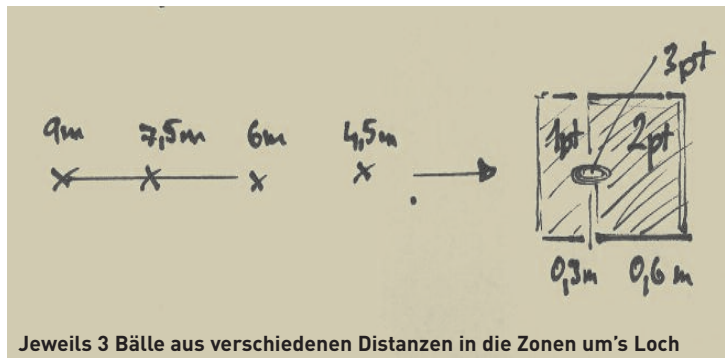 3pt
9m 7,5m 6m 4,5m
1pt 2pt
0,3m 0,6m
Jeweils 3 Bälle aus verschiedenen Distanzen in die Zonen um's Loch